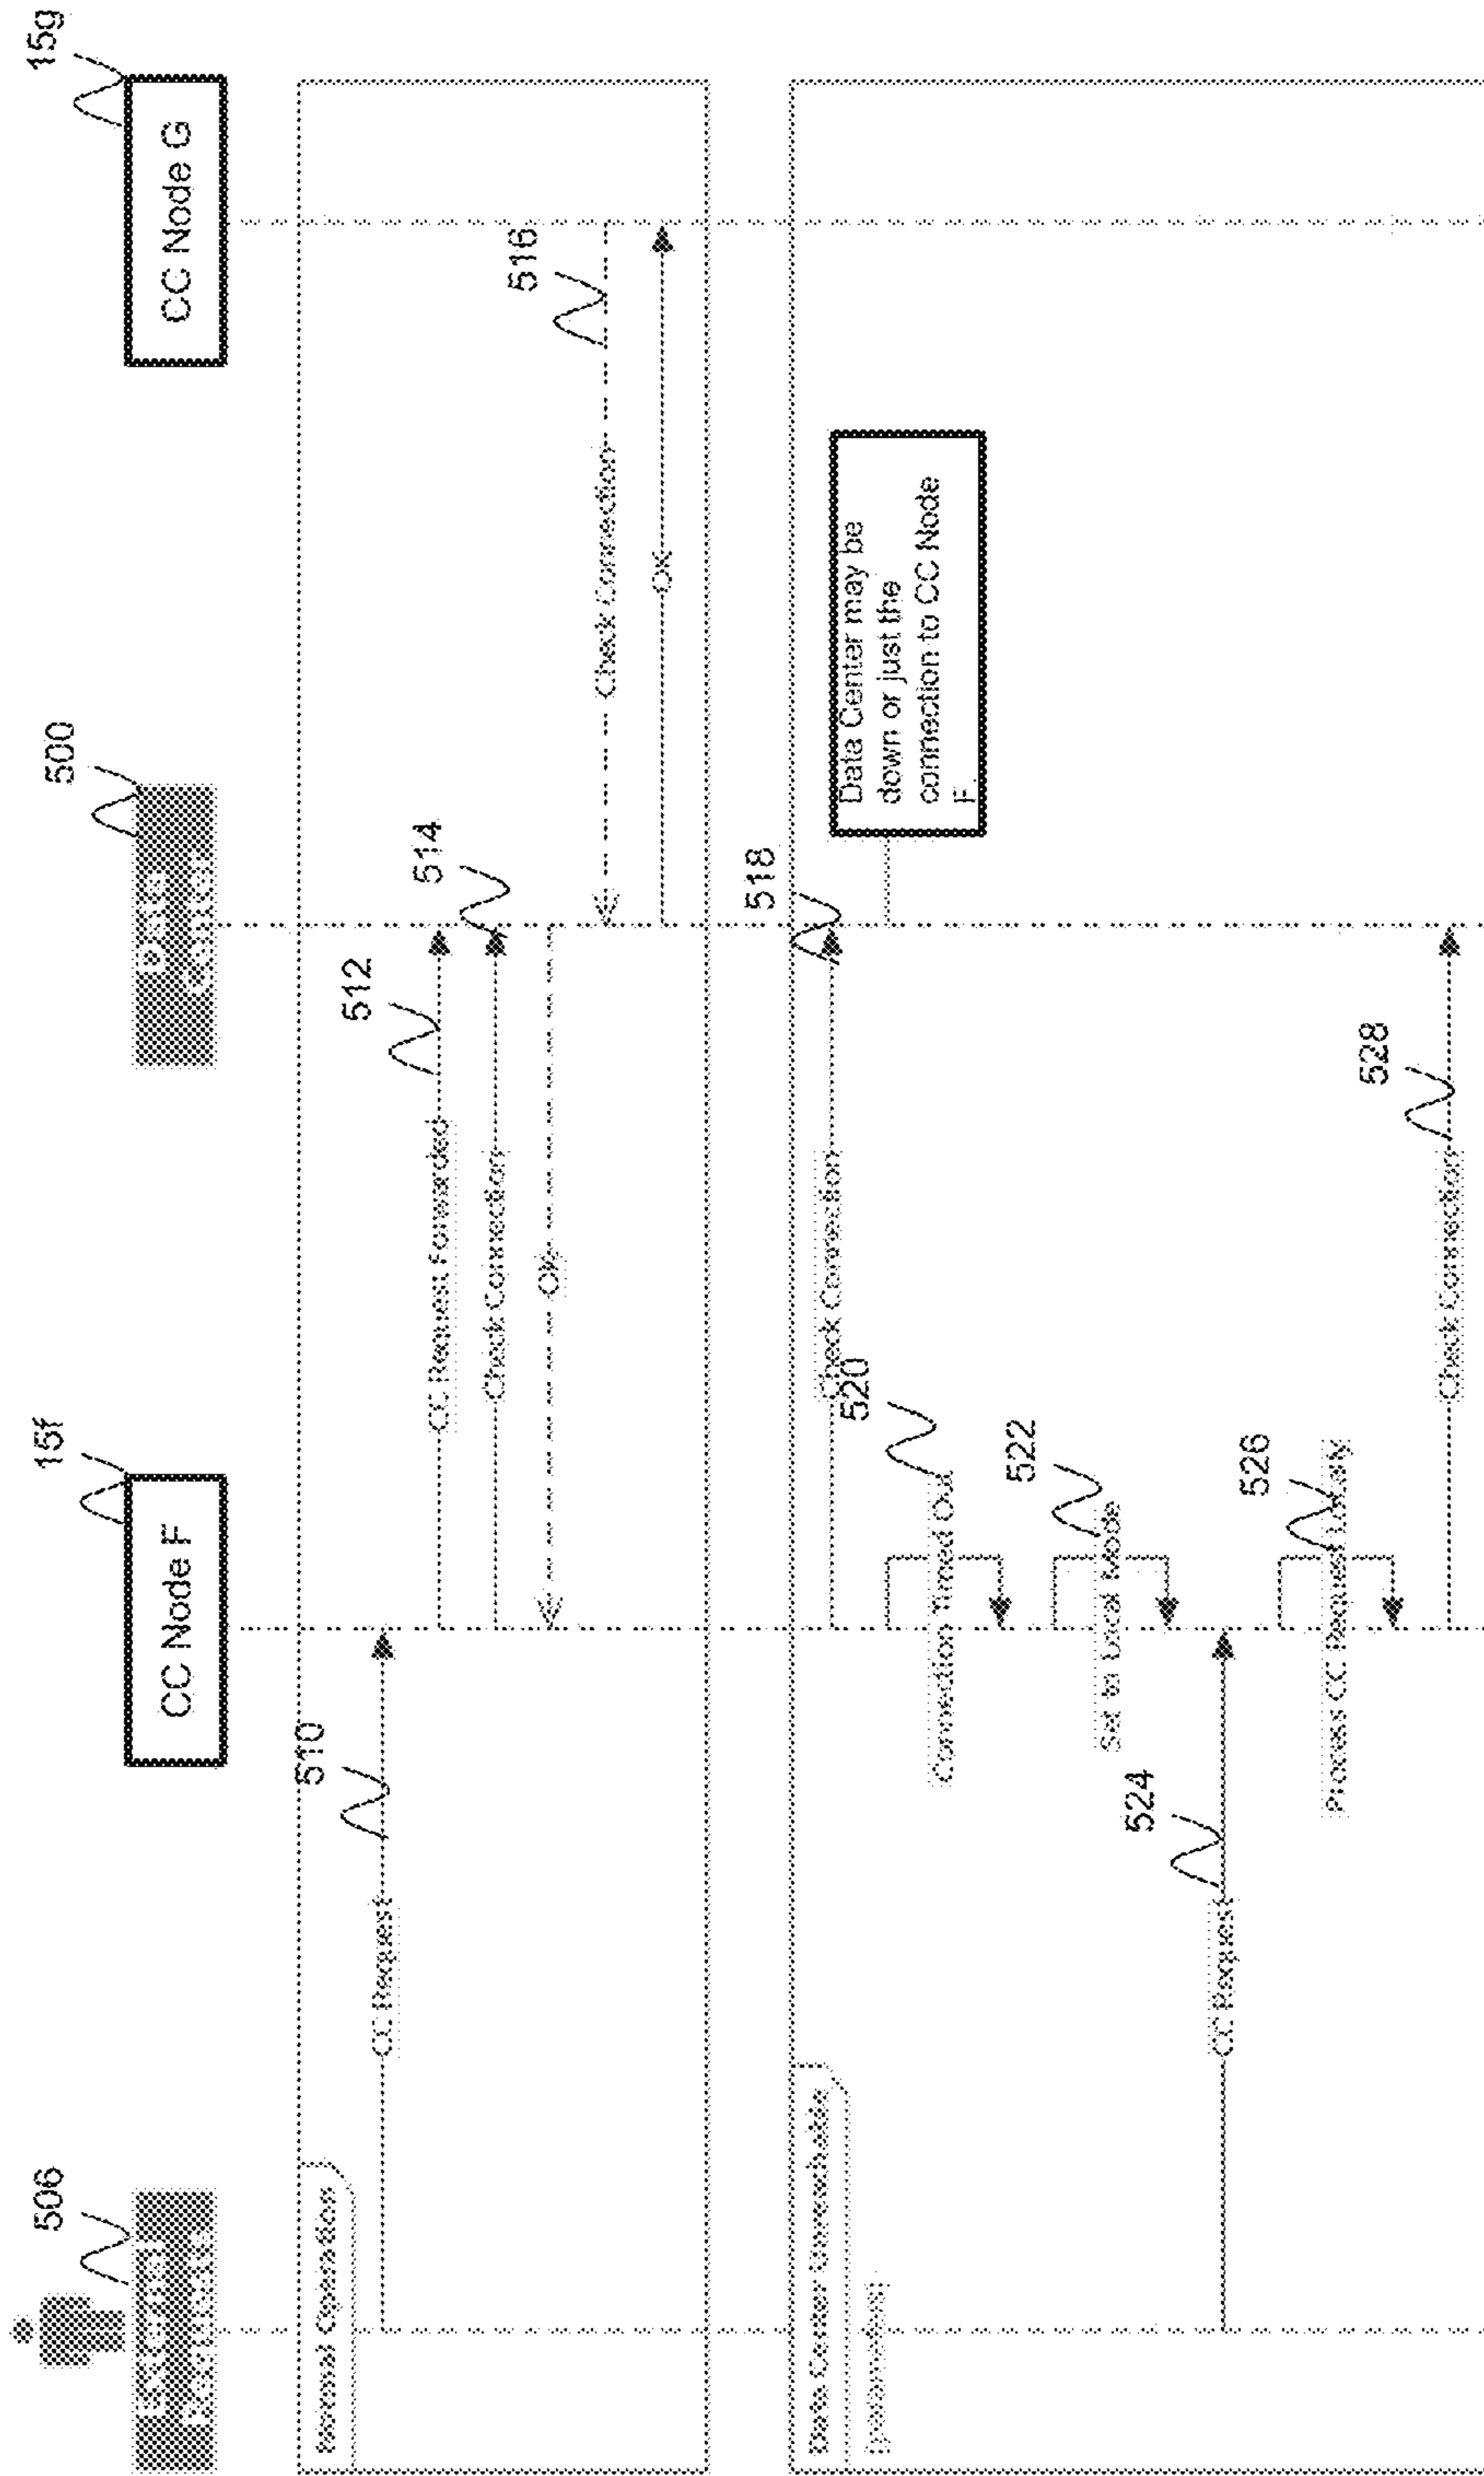 506
15f
CC Node F
500
Data
Center
15g
CC Node G
Normal Operation
510
CC Request
512
CC Request Forwarded
514
Check Connection
OK
516
Check Connection
OK
Data Center Unreachable
[parameters]
518
Check Connection
Data Center may be
down or just the
connection to CC Node
F.
520
Connection Timed Out
522
Set to Local Mode
524
CC Request
526
Process CC Request Locally
528
Check Connection